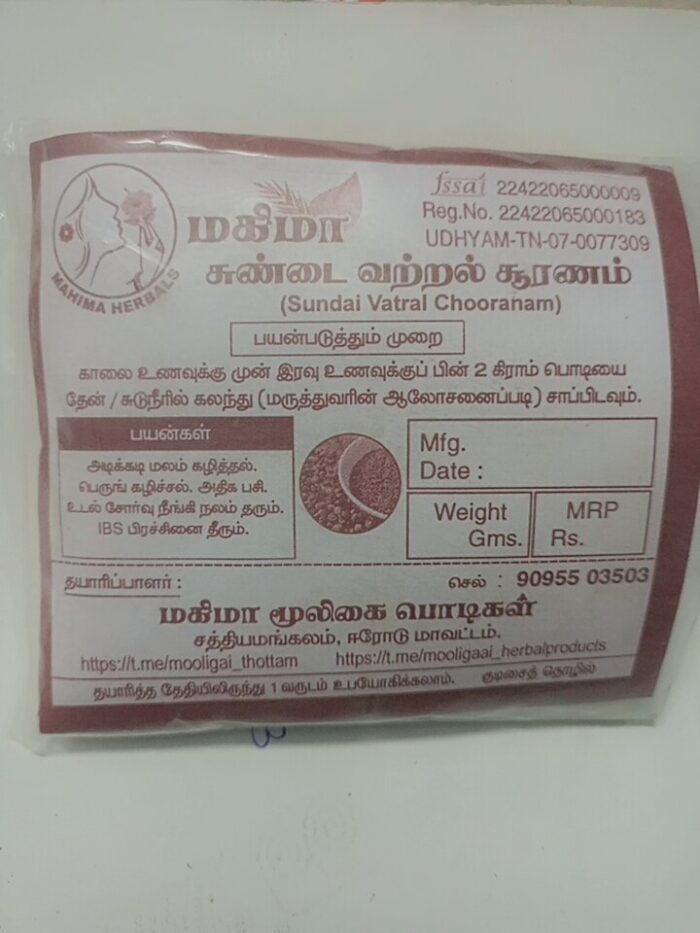 MAHIMA HERBALS
மகிமா
fssai 22422065000009
Reg.No. 22422065000183
UDHYAM-TN-07-0077309
சுண்டை வற்றல் சூரணம்
(Sundai Vatral Chooranam)
பயன்படுத்தும் முறை
காலை உணவுக்கு முன் இரவு உணவுக்குப் பின் 2 கிராம் பொடியை
தேன் / சுடுநீரில் கலந்து (மருத்துவரின் ஆலோசனைப்படி) சாப்பிடவும்.
பயன்கள்
அடிக்கடி மலம் கழித்தல்.
பெருங் கழிச்சல். அதிக பசி.
உடல் சோர்வு நீங்கி நலம் தரும்.
IBS பிரச்சினை தீரும்.
Mfg.
Date :
Weight
Gms.
MRP
Rs.
தயாரிப்பாளர் :
செல் : 90955 03503
மகிமா மூலிகை பொடிகள்
சத்தியமங்கலம், ஈரோடு மாவட்டம்.
https://t.me/mooligai_thottam https://t.me/mooligaai_herbalproducts
தயாரித்த தேதியிலிருந்து 1 வருடம் உபயோகிக்கலாம். குடிசைத் தொழில்